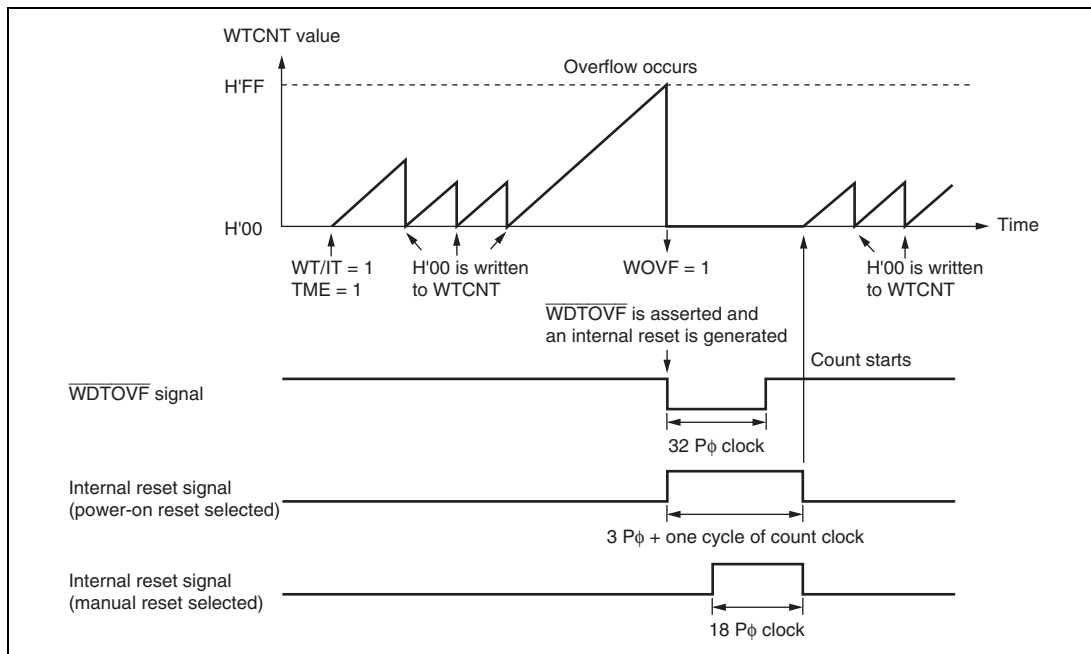 WTCNT value
Overflow occurs
H'FF
H'00
Time
WT/IT = 1
TME = 1
H'00 is written
to WTCNT
WOVF = 1
H'00 is written
to WTCNT
WDTOVF is asserted and
an internal reset is generated
Count starts
WDTOVF signal
32 Pϕ clock
Internal reset signal
(power-on reset selected)
3 Pϕ + one cycle of count clock
Internal reset signal
(manual reset selected)
18 Pϕ clock